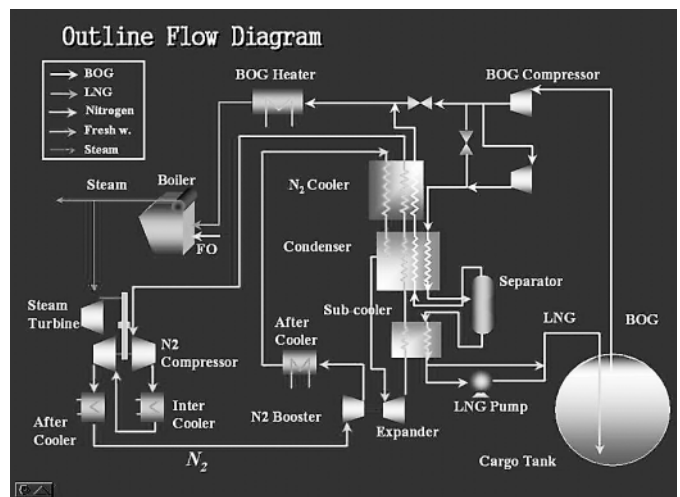 Outline Flow Diagram
BOG
LNG
Nitrogen
Fresh w.
Steam
BOG Heater
BOG Compressor
Steam
Boiler
N2 Cooler
FO
Condenser
Separator
Steam
Turbine
Sub-cooler
After
Cooler
LNG
BOG
N2
Compressor
After
Cooler
Inter
Cooler
N2 Booster
Expander
LNG Pump
N2
Cargo Tank